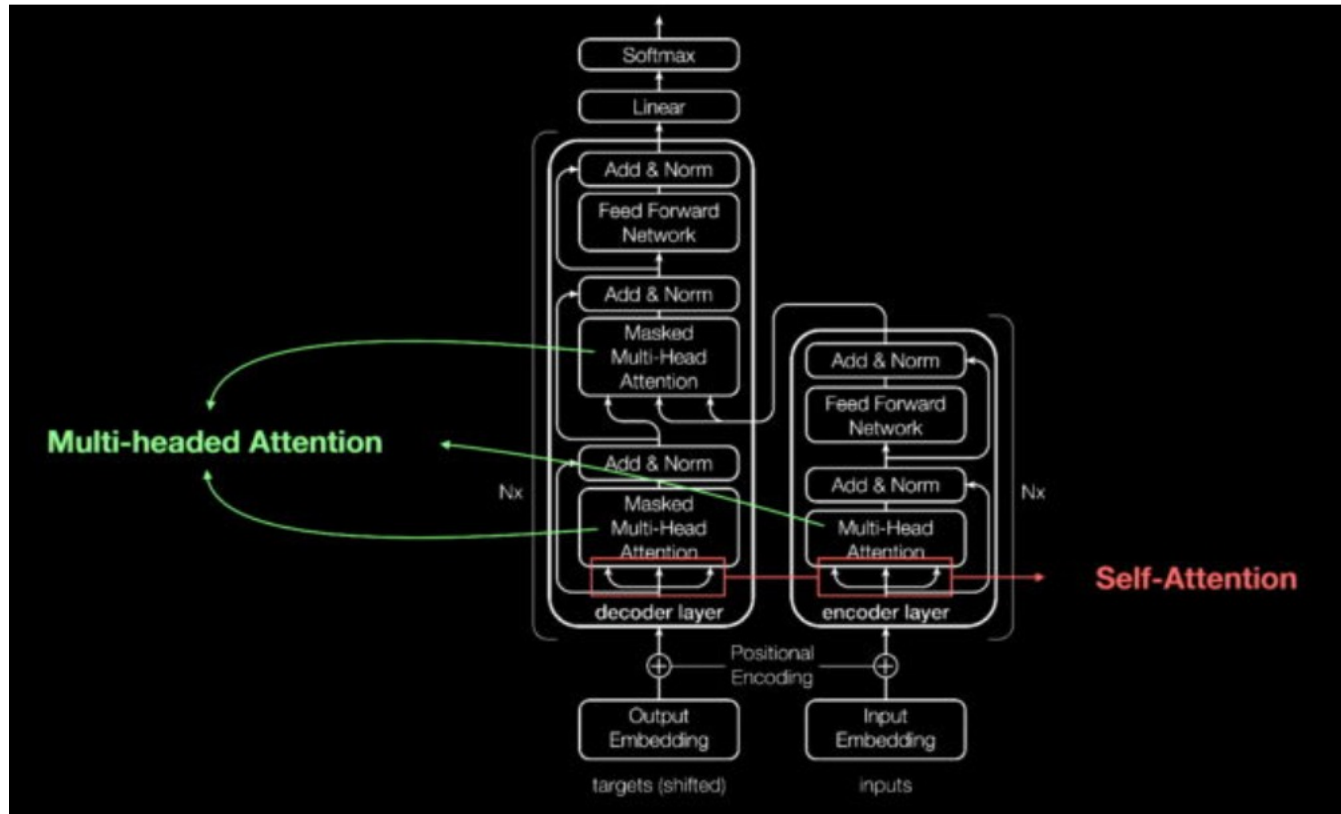 Softmax
Linear
Add & Norm
Feed Forward
Network
Add & Norm
Masked
Multi-Head
Attention
Add & Norm
Masked
Multi-Head
Attention
decoder layer
Nx
Multi-headed Attention
Add & Norm
Feed Forward
Network
Add & Norm
Multi-Head
Attention
encoder layer
Nx
Self-Attention
Positional
Encoding
Output
Embedding
targets (shifted)
Input
Embedding
inputs